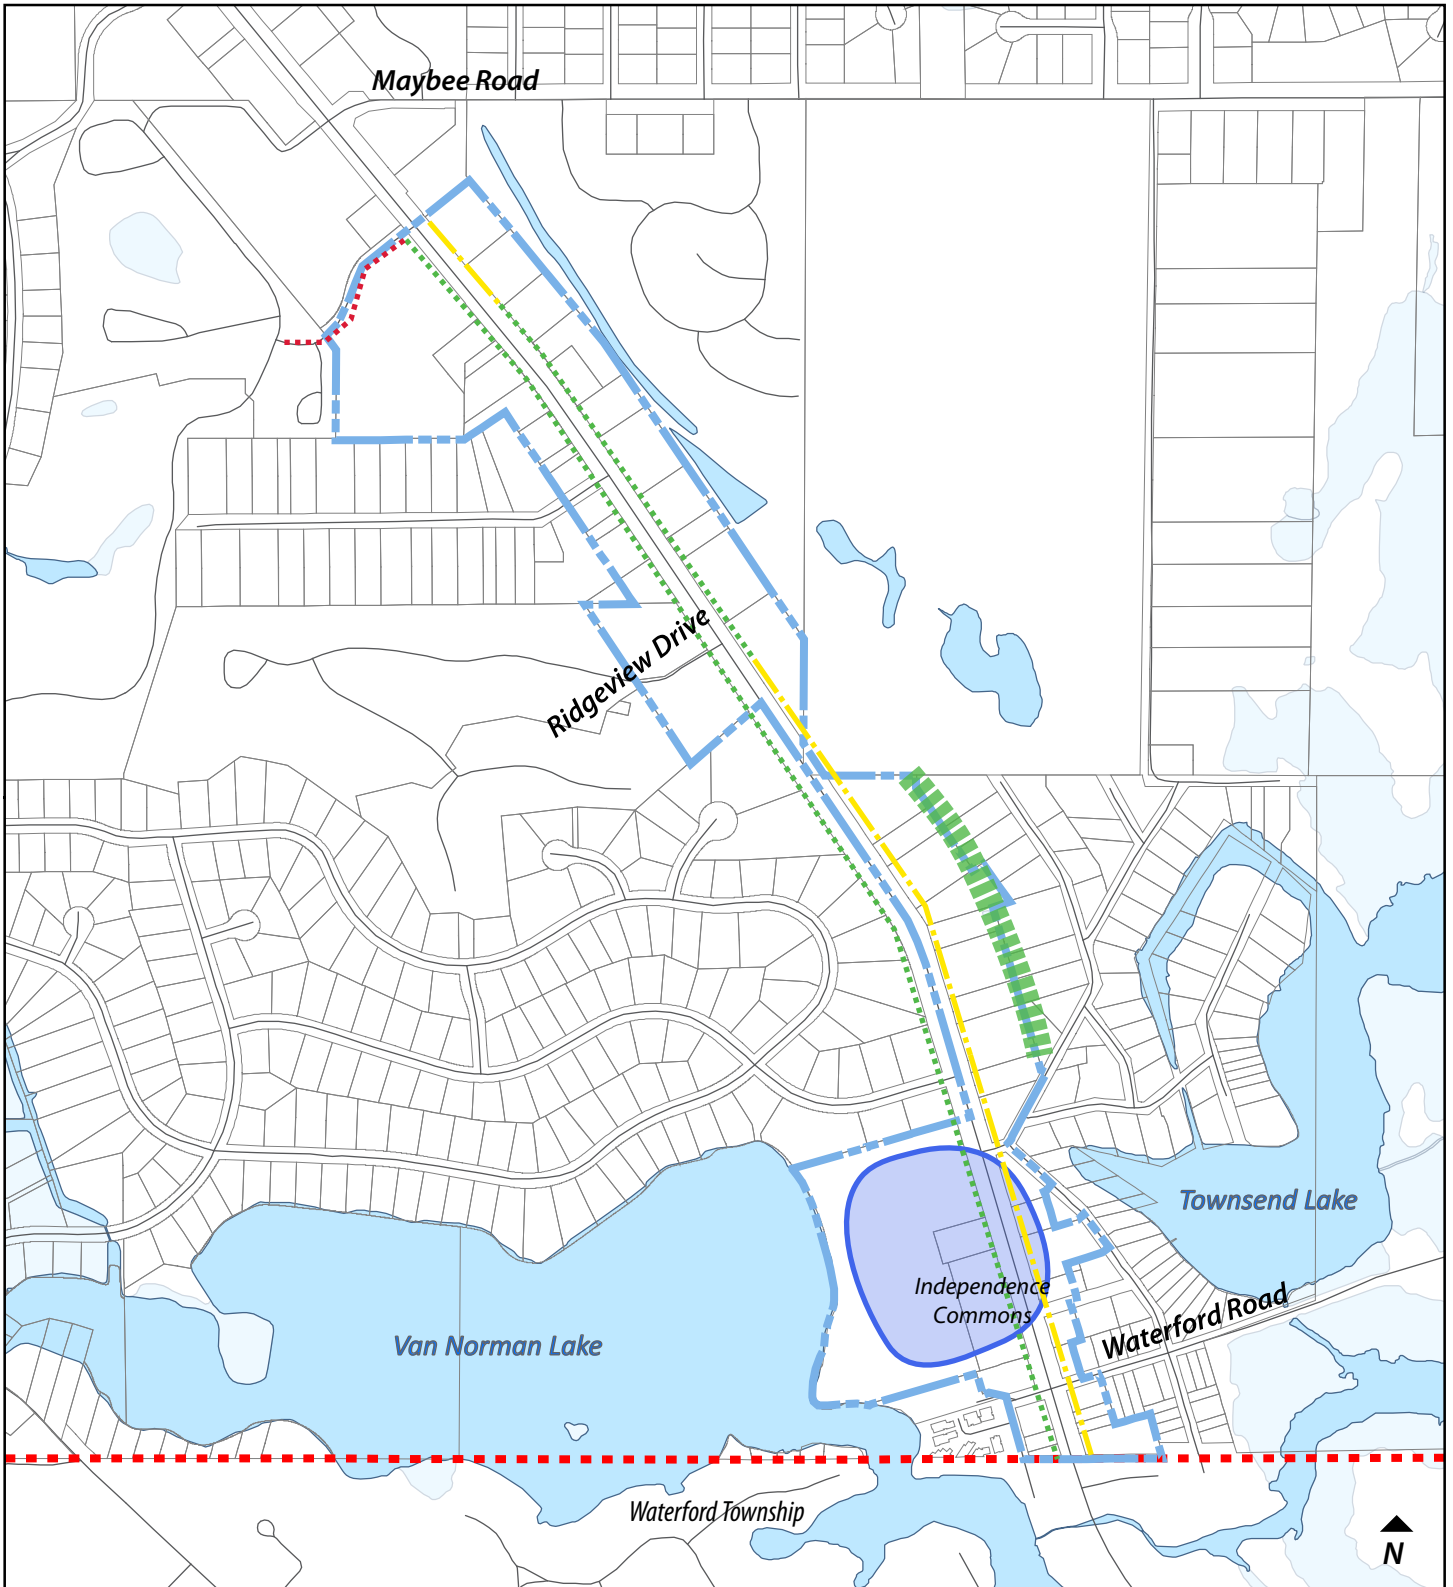 Maybee Road
Ridgeview Drive
Townsend Lake
Independence
Commons
Waterford Road
Van Norman Lake
Waterford Township
N